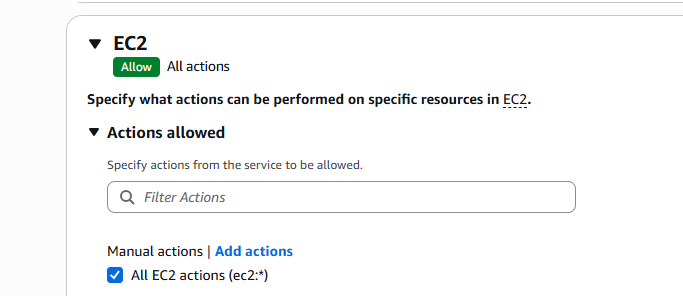 EC2
Allow All actions
Specify what actions can be performed on specific resources in EC2.
Actions allowed
Specify actions from the service to be allowed.
Filter Actions
Manual actions | Add actions
All EC2 actions (ec2:*)